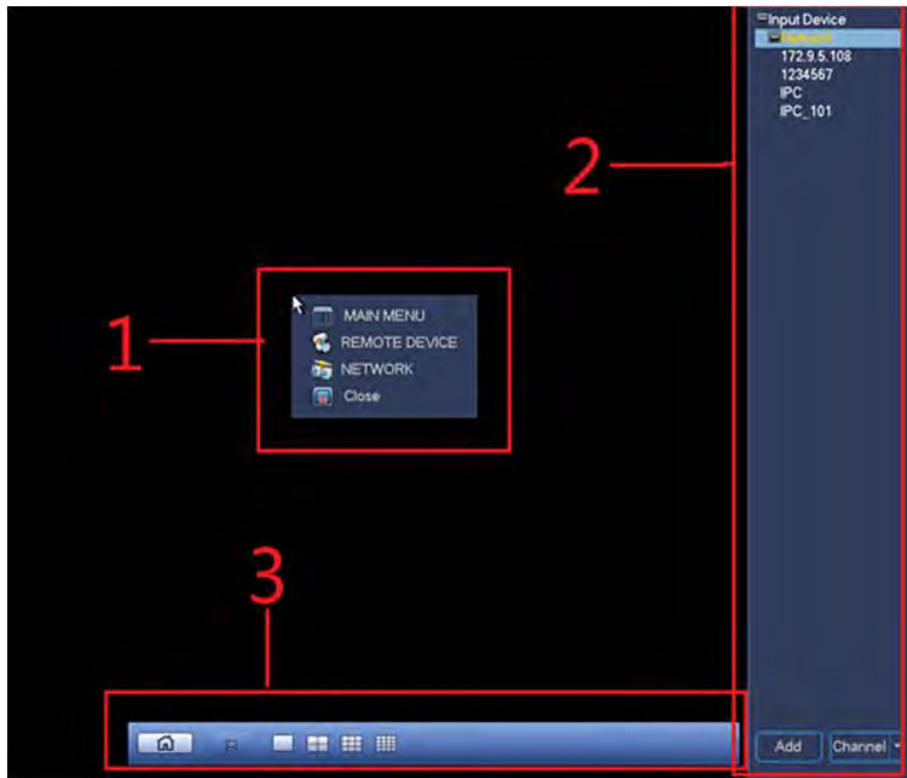 Input Device
Network
172.9.5.108
1234567
IPC
IPC_101
2
1
MAIN MENU
REMOTE DEVICE
NETWORK
Close
3
Add
Channel